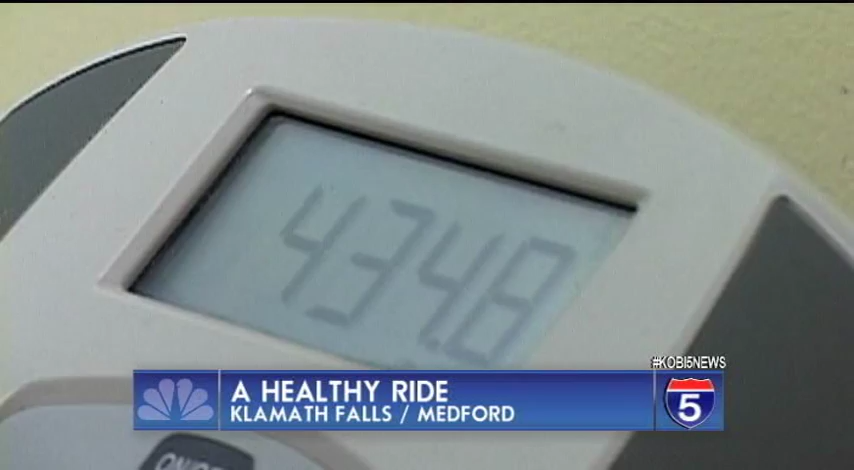 434.8
#KOBI5NEWS
A HEALTHY RIDE
KLAMATH FALLS / MEDFORD
5